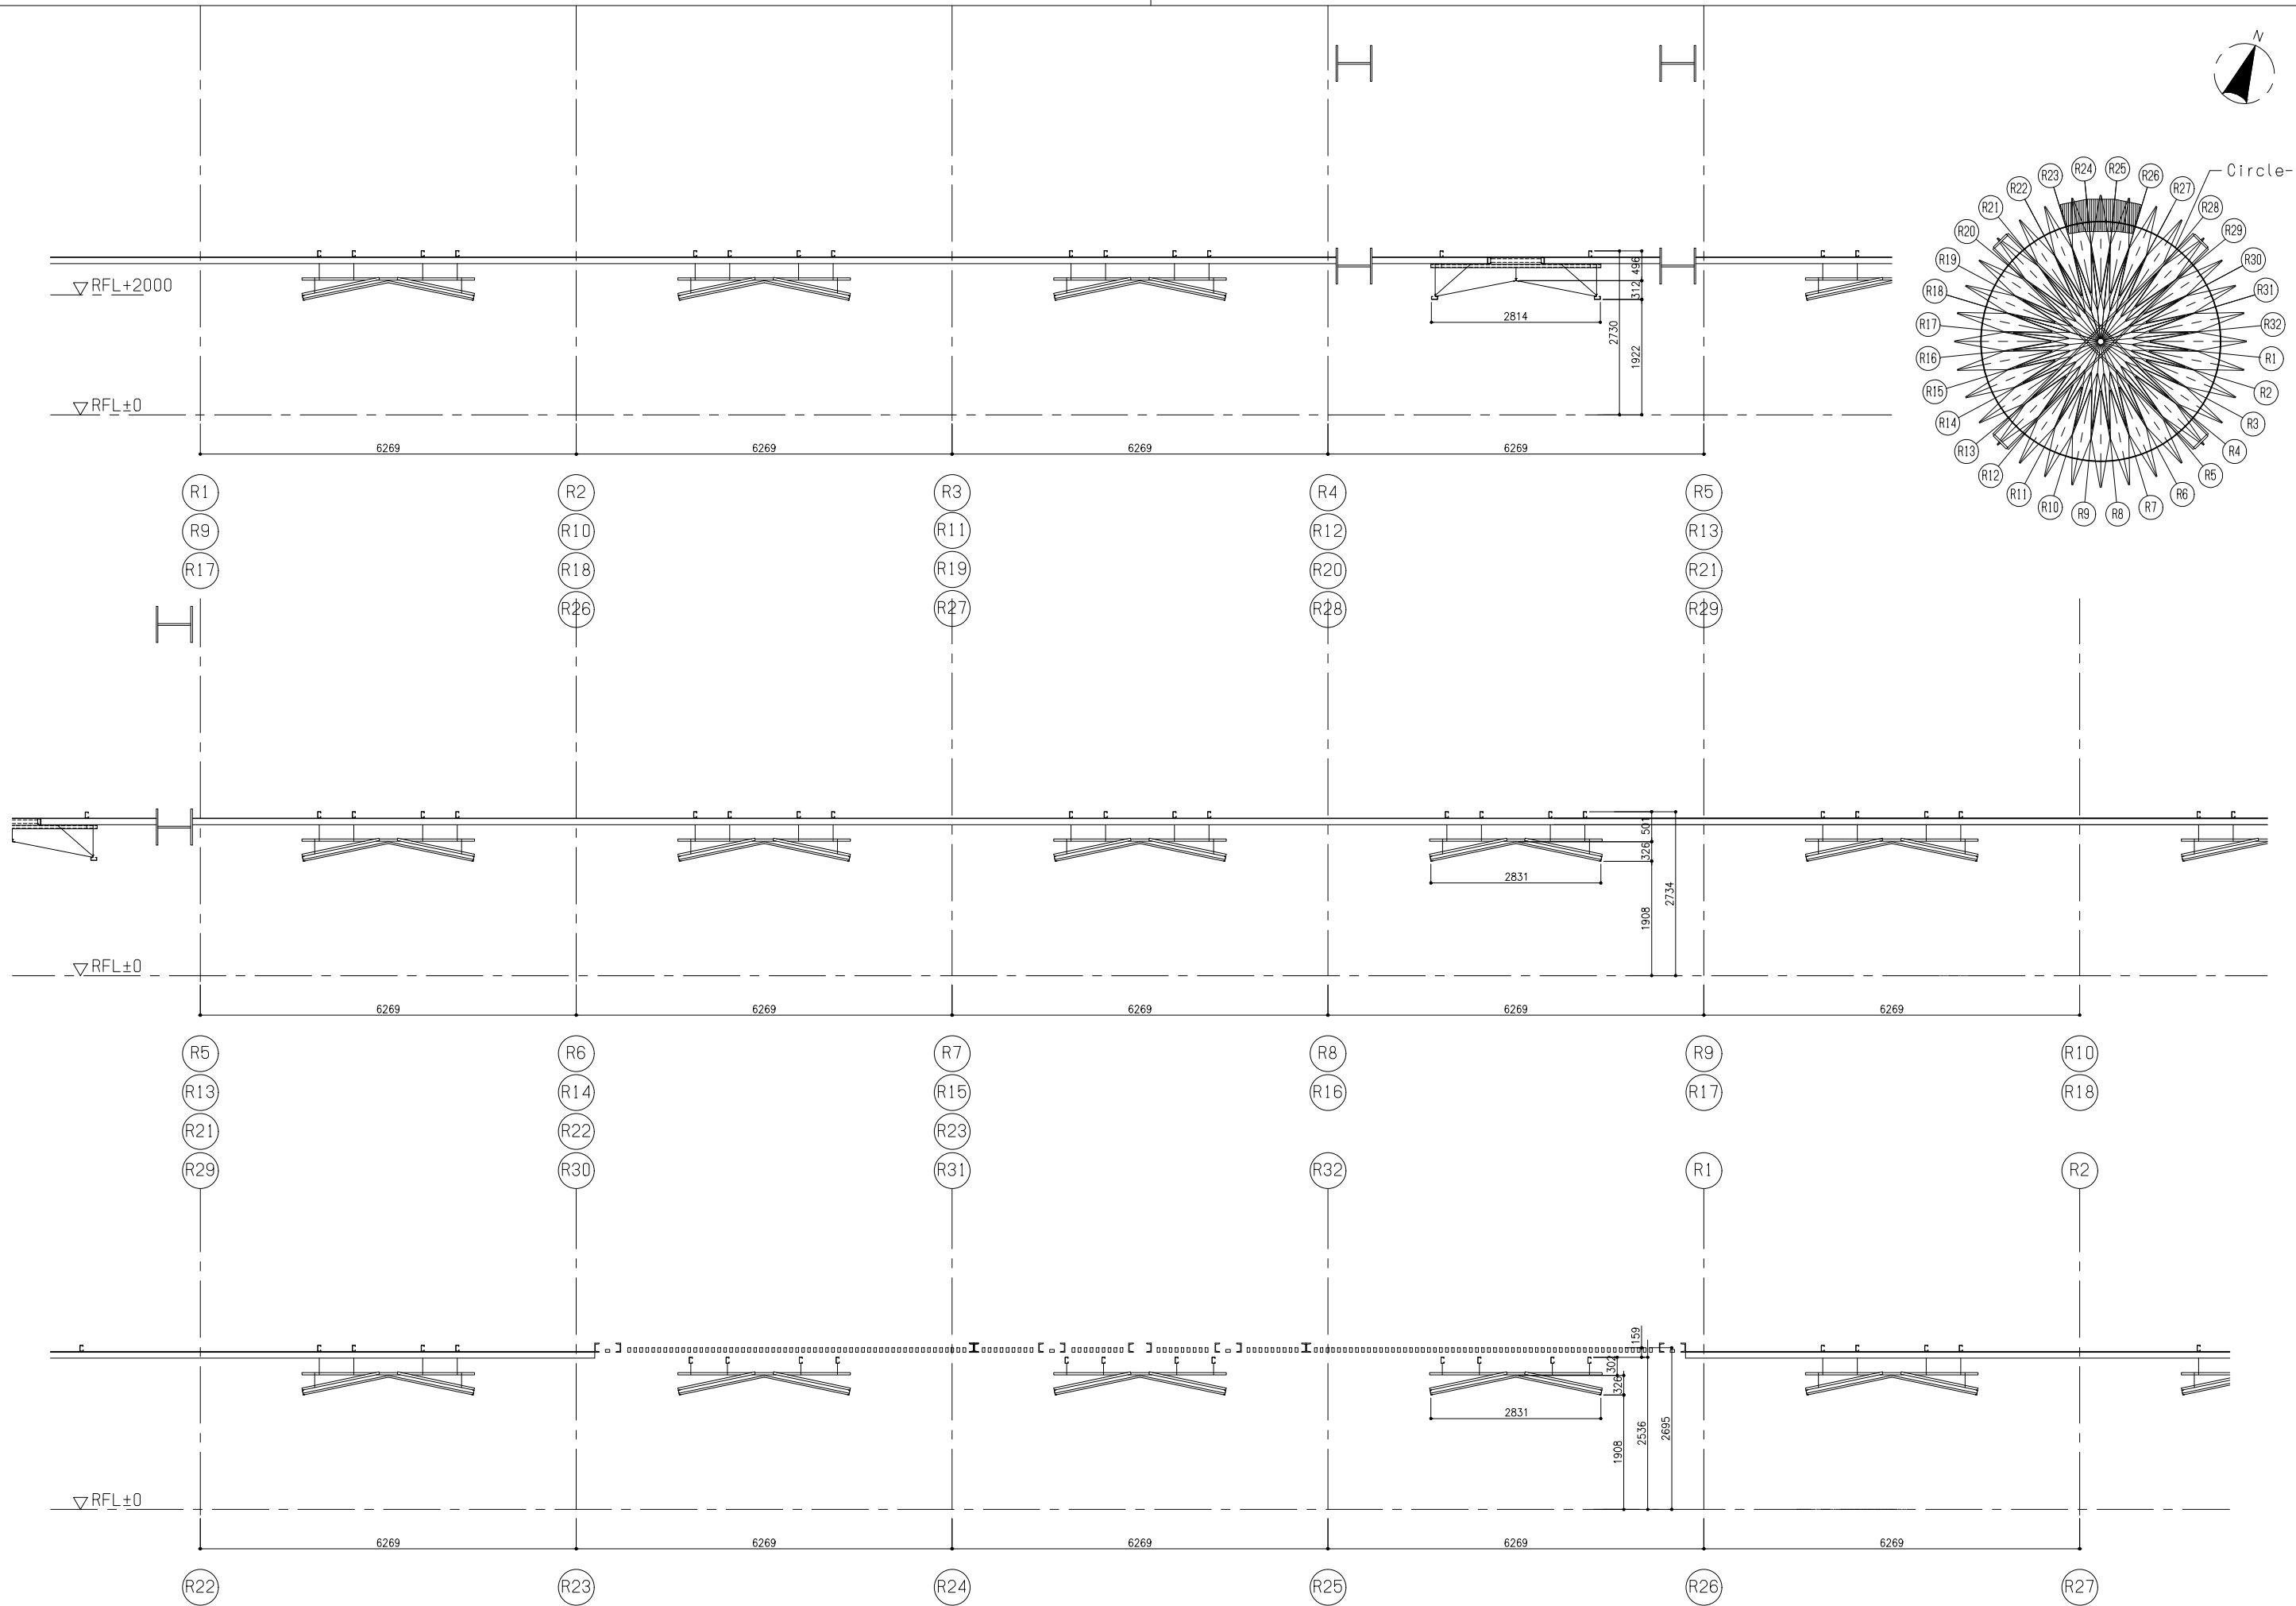 N
R24 R25
R23 R26
R22 R27
R21 R28
R20 R29
R19 R30
R18 R31
R17 R32
R16 R1
R15 R2
R14 R3
R13 R4
R12 R5
R11 R6
R10 R7
R9 R8
Circle-
RFL+2000
496
312
2814
2730
1922
RFL±0
6269 6269 6269 6269
R1 R2 R3 R4 R5
R9 R10 R11 R12 R13
R17 R18 R19 R20 R21
R26 R27 R28 R29
501
326
2831
2734
1908
RFL±0
6269 6269 6269 6269 6269
R5 R6 R7 R8 R9 R10
R13 R14 R15 R16 R17 R18
R21 R22 R23
R29 R30 R31 R32 R1 R2
159
302
326
2831
2536
2695
1908
RFL±0
6269 6269 6269 6269 6269
R22 R23 R24 R25 R26 R27